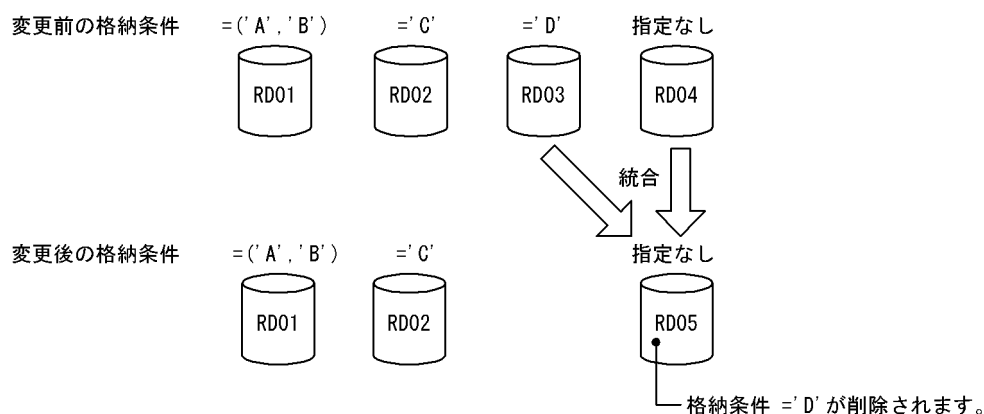 変更前の格納条件 =('A','B') ='C' ='D' 指定なし
RD01 RD02 RD03 RD04
統合
変更後の格納条件 =('A','B') ='C' 指定なし
RD01 RD02 RD05
格納条件 ='D'が削除されます。